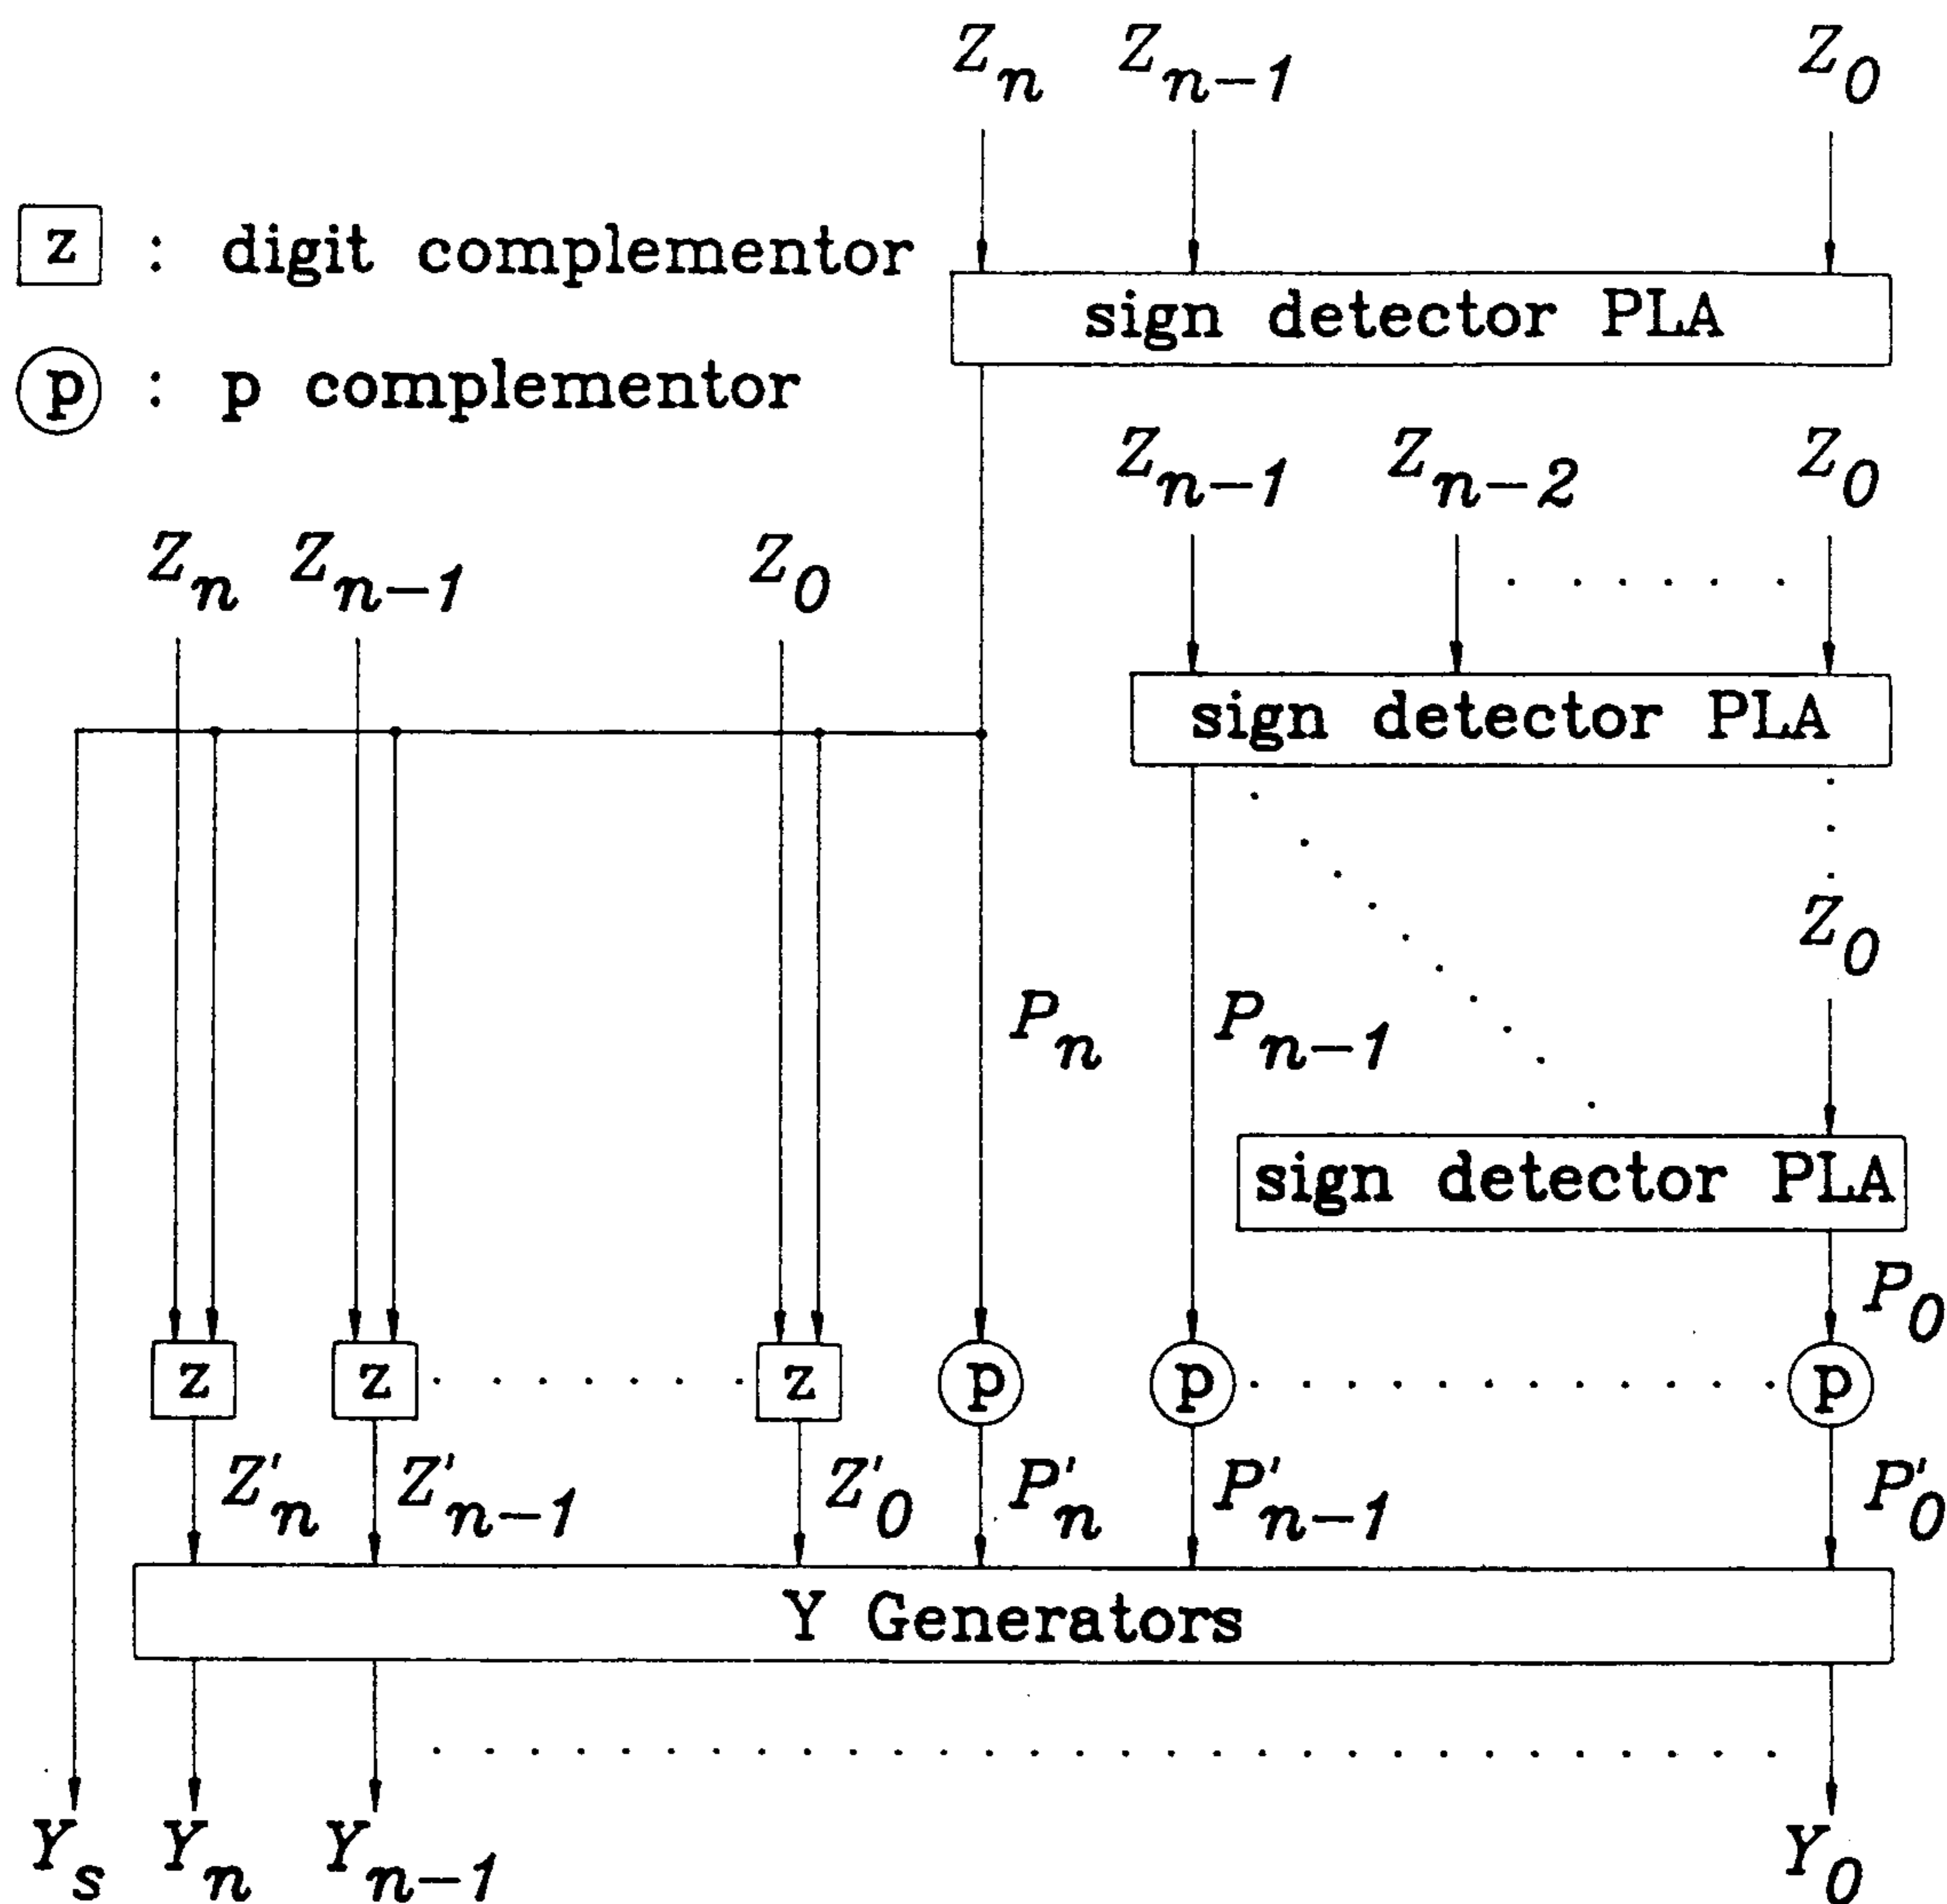 Z_n Z_{n-1} Z_0
z : digit complementor
sign detector PLA
p : p complementor
Z_{n-1} Z_{n-2} Z_0
Z_n Z_{n-1} Z_0
sign detector PLA
Z_0
P_n P_{n-1}
sign detector PLA
P_0
z z z p p p
Z'_n Z'_{n-1} Z'_0 P'_n P'_{n-1} P'_0
Y Generators
Y_s Y_n Y_{n-1} Y_0